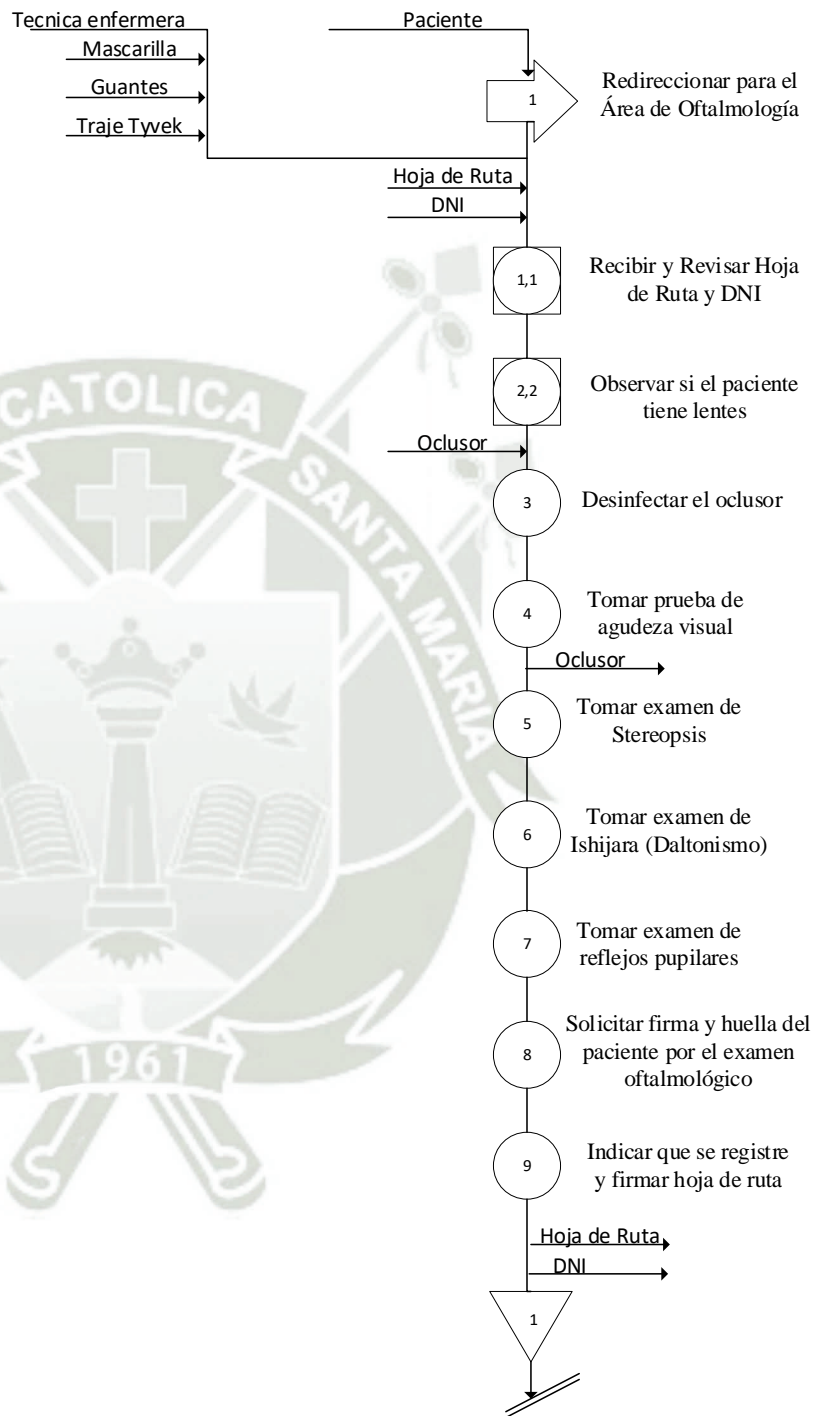 Tecnica enfermera
Paciente
Mascarilla
Guantes
Traje Tyvek
1
Redireccionar para el
Área de Oftalmología
Hoja de Ruta
DNI
1,1
Recibir y Revisar Hoja
de Ruta y DNI
2,2
Observar si el paciente
tiene lentes
Oclusor
3
Desinfectar el oclusor
4
Tomar prueba de
agudeza visual
Oclusor
5
Tomar examen de
Stereopsis
6
Tomar examen de
Ishijara (Daltonismo)
7
Tomar examen de
reflejos pupilares
8
Solicitar firma y huella del
paciente por el examen
oftalmológico
9
Indicar que se registre
y firmar hoja de ruta
Hoja de Ruta
DNI
1
CATOLICA
SANTA MARIA
1961